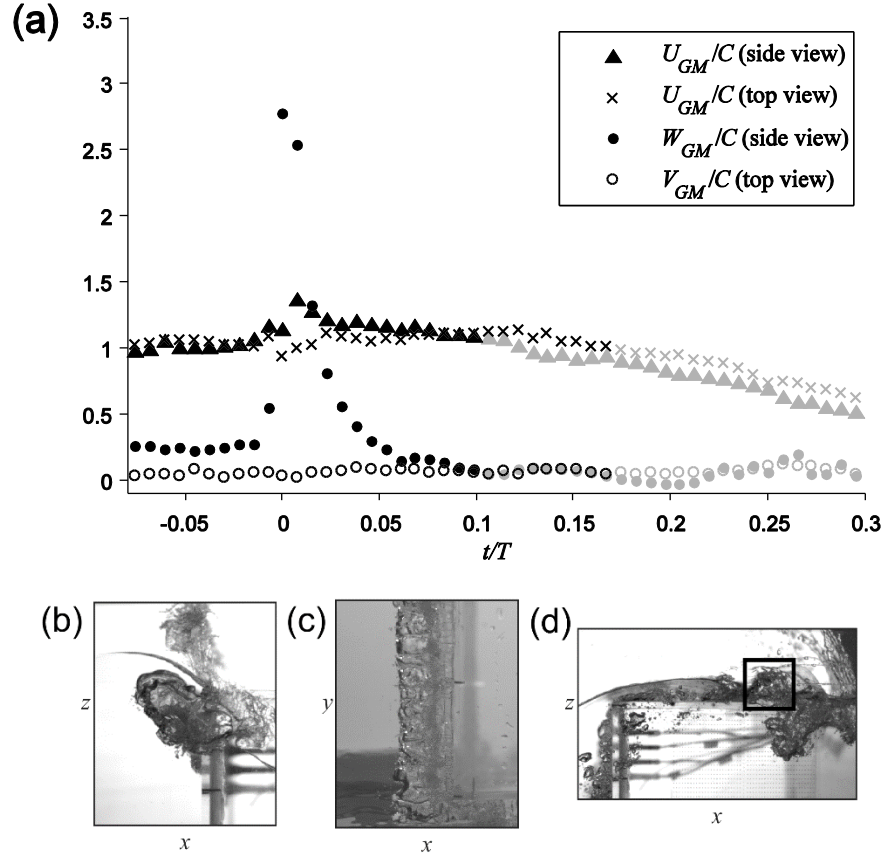 (a)
3.5
3
2.5
2
1.5
1
0.5
0
-0.05 0 0.05 0.1 0.15 0.2 0.25 0.3
t/T
U_GM/C (side view)
U_GM/C (top view)
W_GM/C (side view)
V_GM/C (top view)
(b) (c) (d)
z y z
x x x